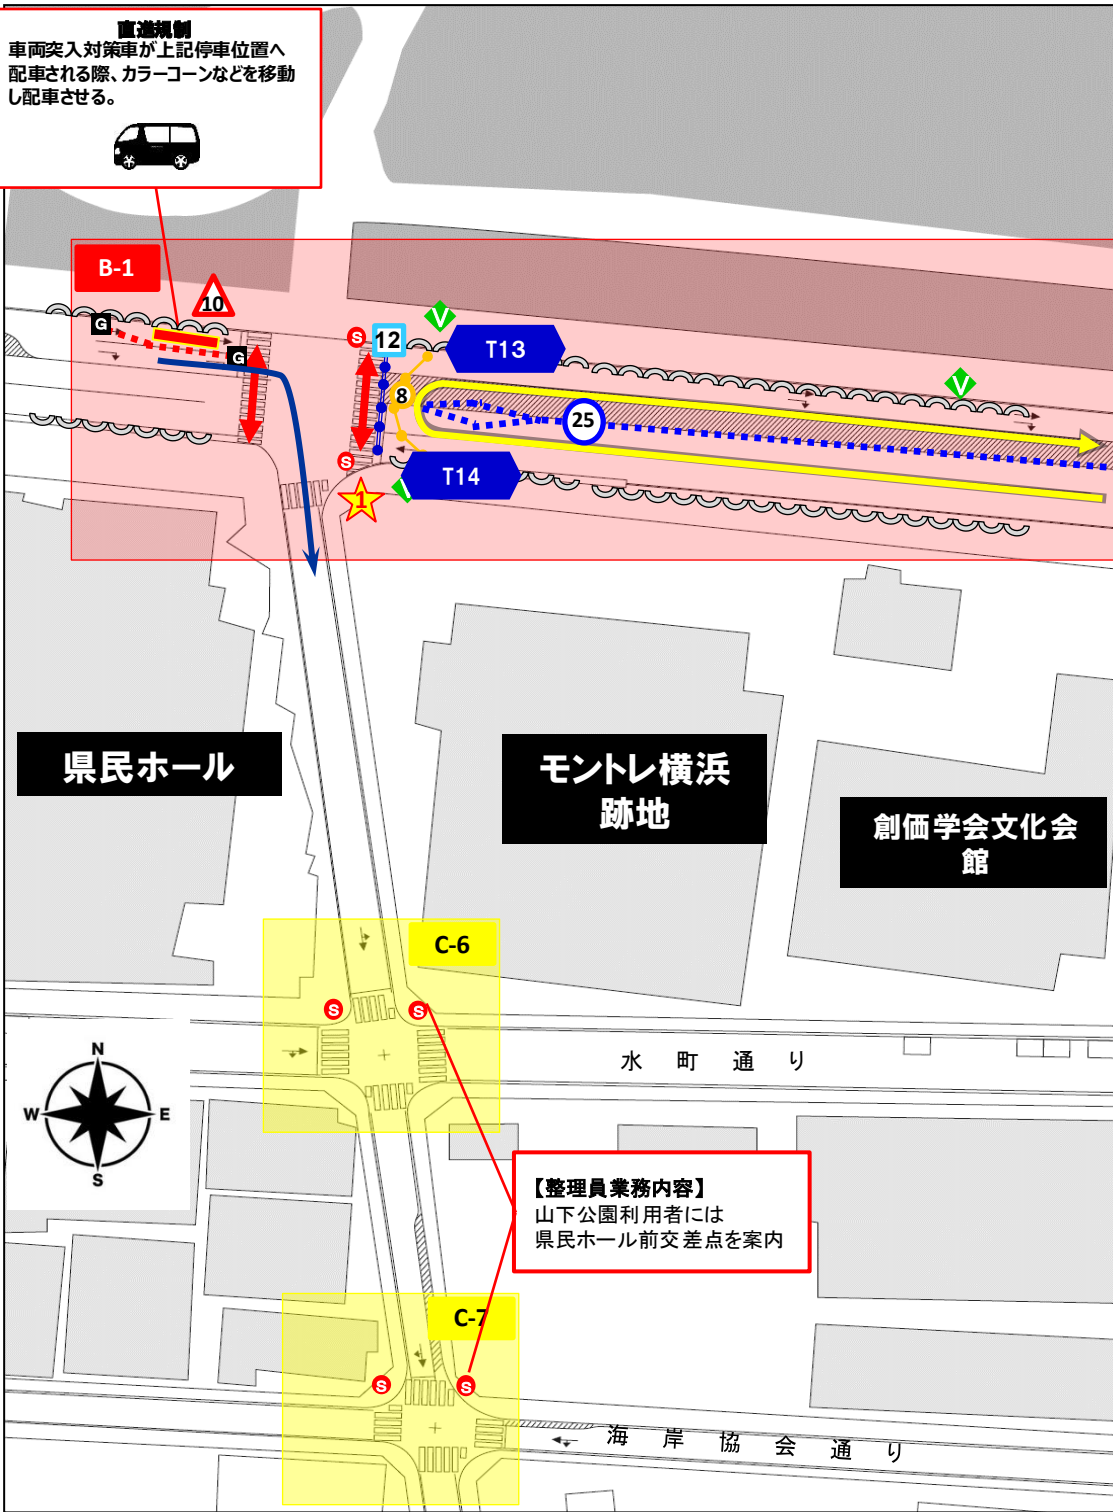 直進規制
車両突入対策車が上記停車位置へ
配車される際、カラーコーンなどを移動
し配車させる。
B-1
10
G
G
S
12
V
T13
8
25
V
S
1
T14
県民ホール
モントレ横浜
跡地
創価学会文化会
館
C-6
S
S
水町通り
N
W
E
S
【整理員業務内容】
山下公園利用者には
県民ホール前交差点を案内
C-7
S
S
海岸協会通り